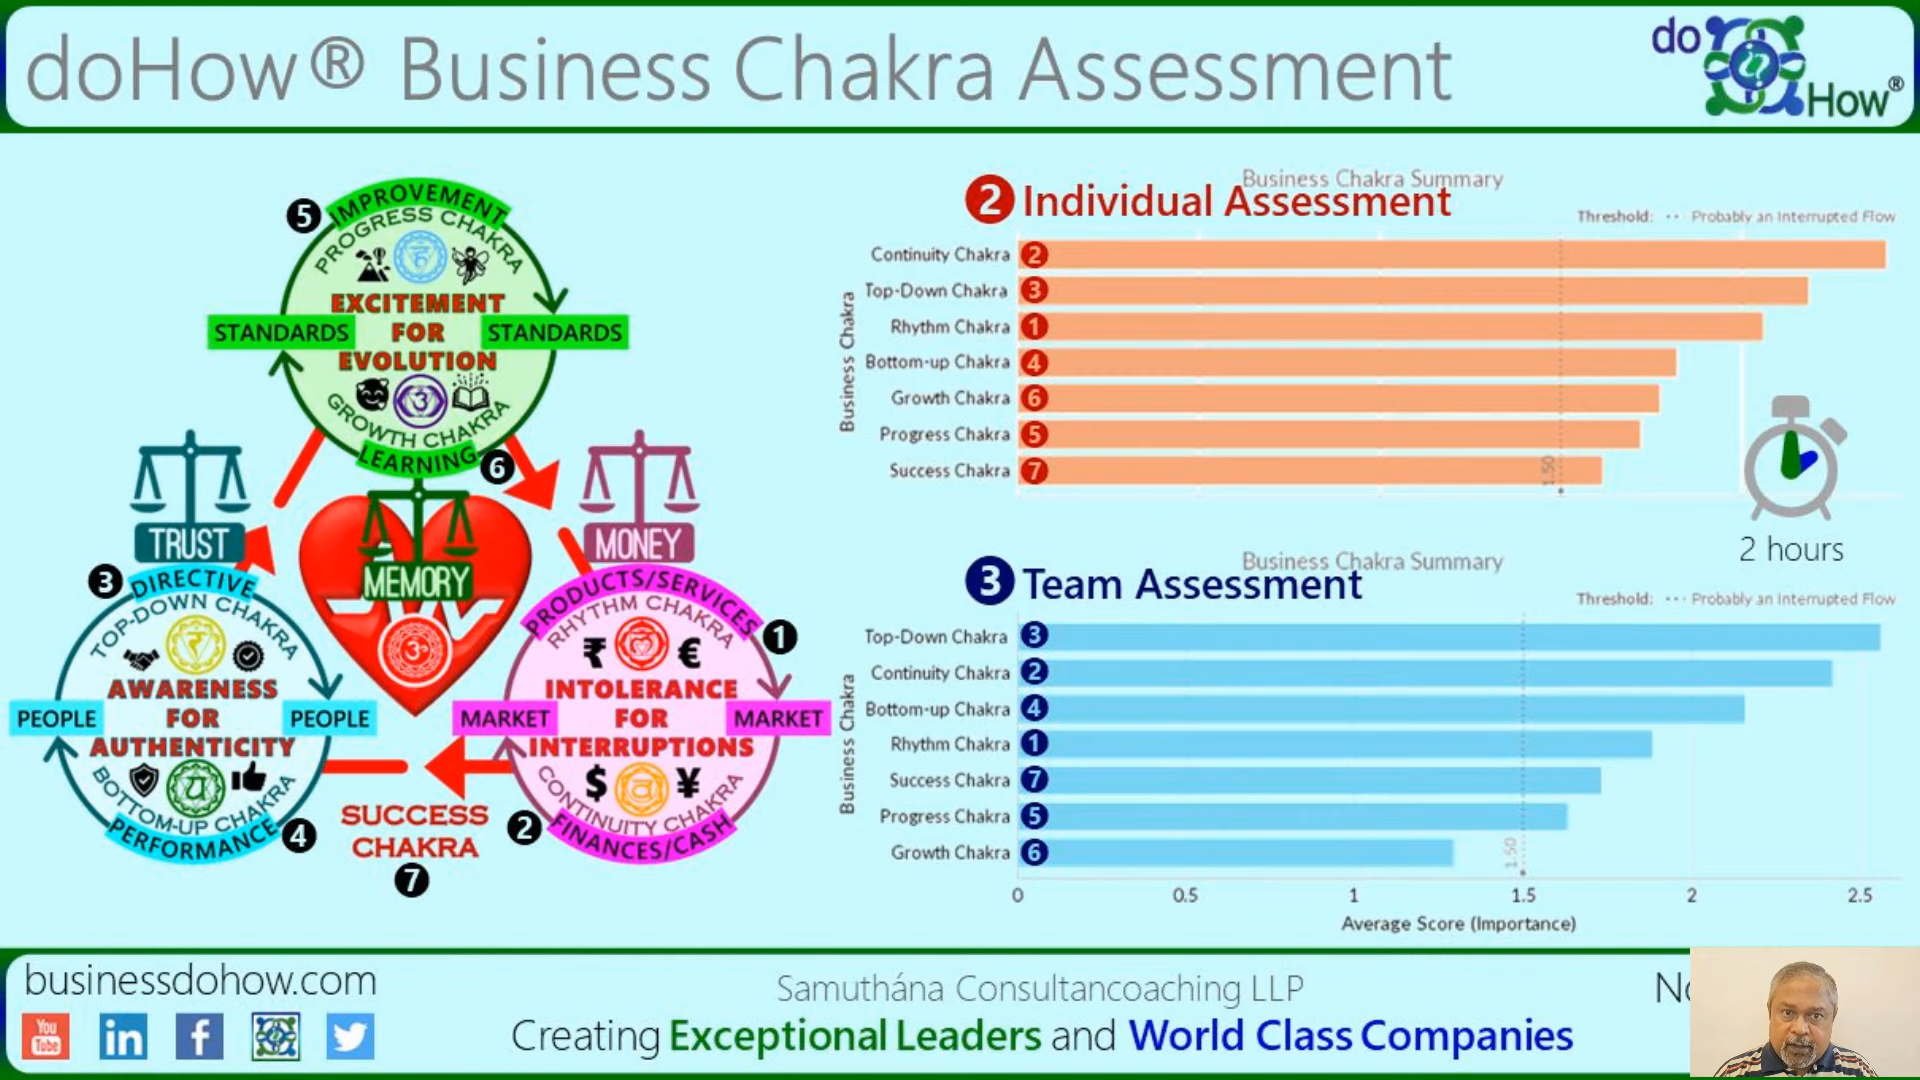 doHow® Business Chakra Assessment
do
How®
5
IMPROVEMENT
PROGRESS CHAKRA
EXCITEMENT
FOR
EVOLUTION
STANDARDS
STANDARDS
GROWTH CHAKRA
LEARNING
6
TRUST
MEMORY
MONEY
3
DIRECTIVE
TOP-DOWN CHAKRA
AWARENESS
FOR
AUTHENTICITY
PEOPLE
PEOPLE
BOTTOM-UP CHAKRA
PERFORMANCE
4
PRODUCTS/SERVICES
RHYTHM CHAKRA
1
INTOLERANCE
FOR
INTERRUPTIONS
MARKET
MARKET
CONTINUITY CHAKRA
FINANCES/CASH
2
SUCCESS
CHAKRA
7
Business Chakra Summary
2 Individual Assessment
Threshold: Probably an Interrupted Flow
Business Chakra
Continuity Chakra 2
Top-Down Chakra 3
Rhythm Chakra 1
Bottom-up Chakra 4
Growth Chakra 6
Progress Chakra 5
Success Chakra 7
1.50
2 hours
Business Chakra Summary
3 Team Assessment
Threshold: Probably an Interrupted Flow
Business Chakra
Top-Down Chakra 3
Continuity Chakra 2
Bottom-up Chakra 4
Rhythm Chakra 1
Success Chakra 7
Progress Chakra 5
Growth Chakra 6
1.50
0 0.5 1 1.5 2 2.5
Average Score (Importance)
businessdohow.com
You
Tube
in
f
Samuthána Consultancoaching LLP
Creating Exceptional Leaders and World Class Companies